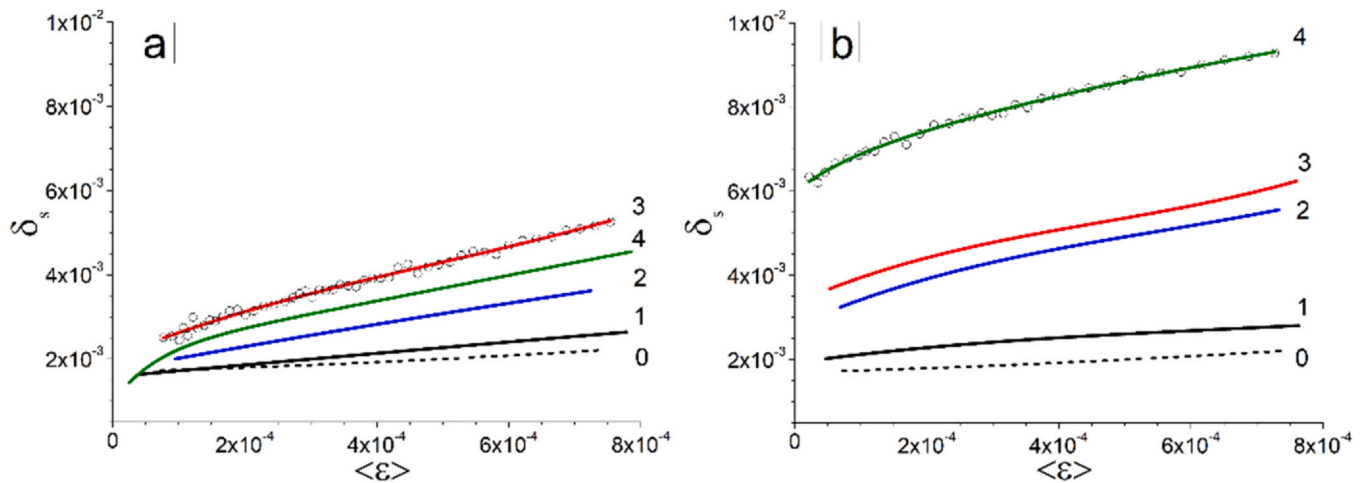 a
1x10⁻²
8x10⁻³
6x10⁻³
4x10⁻³
2x10⁻³
δₛ
3
4
2
1
0
0
2x10⁻⁴
4x10⁻⁴
6x10⁻⁴
8x10⁻⁴
<ε>
b
1x10⁻²
8x10⁻³
6x10⁻³
4x10⁻³
2x10⁻³
δₛ
4
3
2
1
0
0
2x10⁻⁴
4x10⁻⁴
6x10⁻⁴
8x10⁻⁴
<ε>